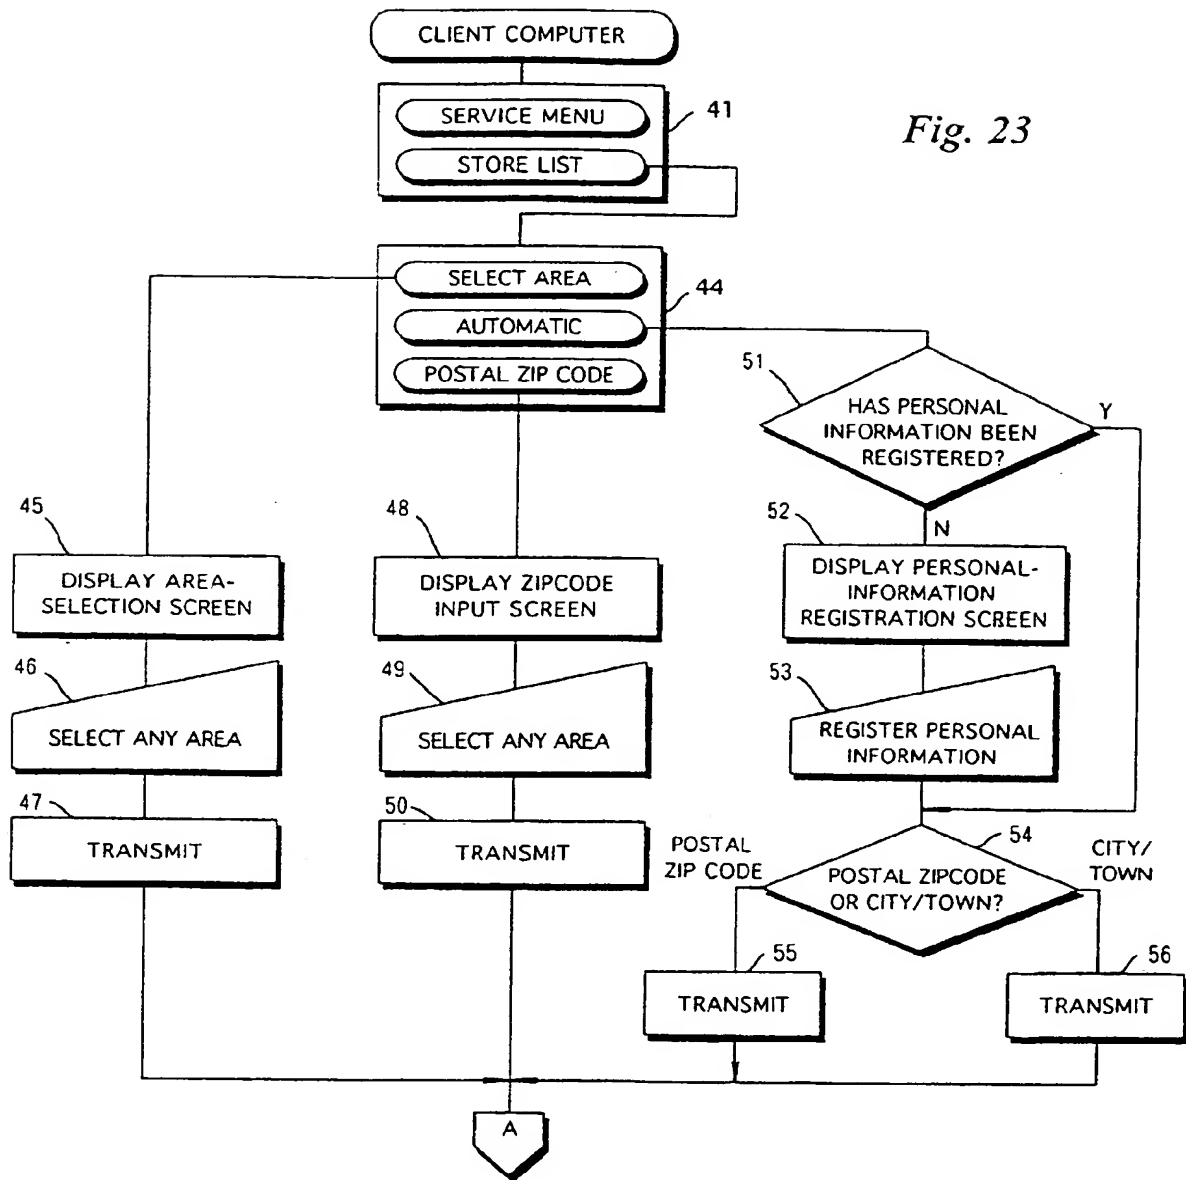 CLIENT COMPUTER
SERVICE MENU
41
STORE LIST
Fig. 23
SELECT AREA
44
AUTOMATIC
POSTAL ZIP CODE
51
HAS PERSONAL
INFORMATION BEEN
REGISTERED?
Y
N
45
DISPLAY AREA-
SELECTION SCREEN
48
DISPLAY ZIPCODE
INPUT SCREEN
52
DISPLAY PERSONAL-
INFORMATION
REGISTRATION SCREEN
46
SELECT ANY AREA
49
SELECT ANY AREA
53
REGISTER PERSONAL
INFORMATION
47
TRANSMIT
50
TRANSMIT
54
POSTAL
ZIP CODE
POSTAL ZIPCODE
OR CITY/TOWN?
CITY/
TOWN
55
TRANSMIT
56
TRANSMIT
A